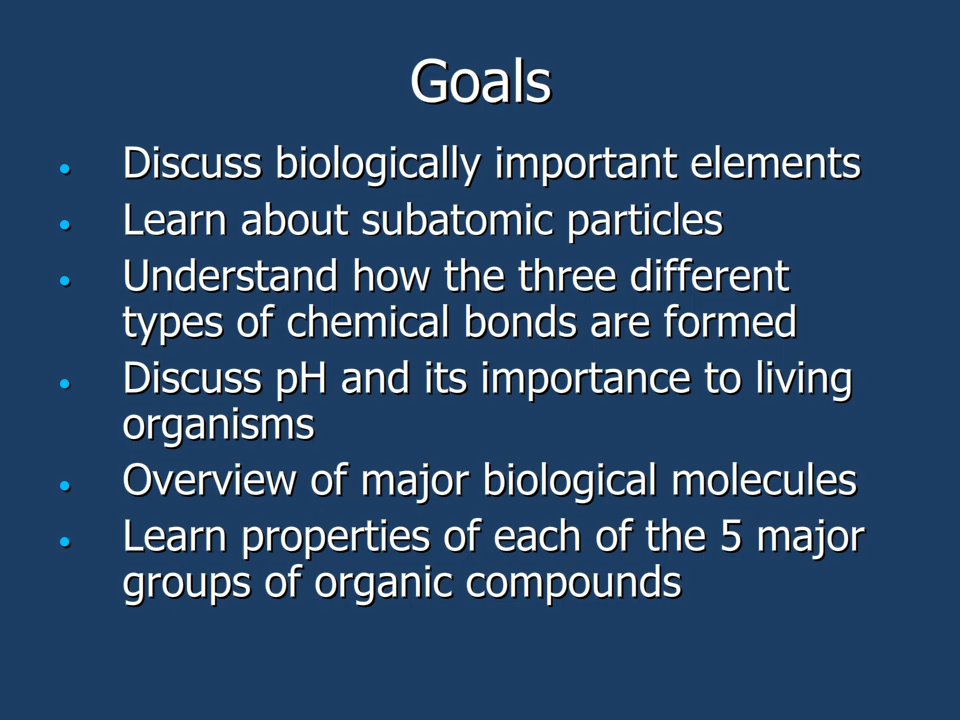 Goals
• Discuss biologically important elements
• Learn about subatomic particles
• Understand how the three different
types of chemical bonds are formed
• Discuss pH and its importance to living
organisms
• Overview of major biological molecules
• Learn properties of each of the 5 major
groups of organic compounds